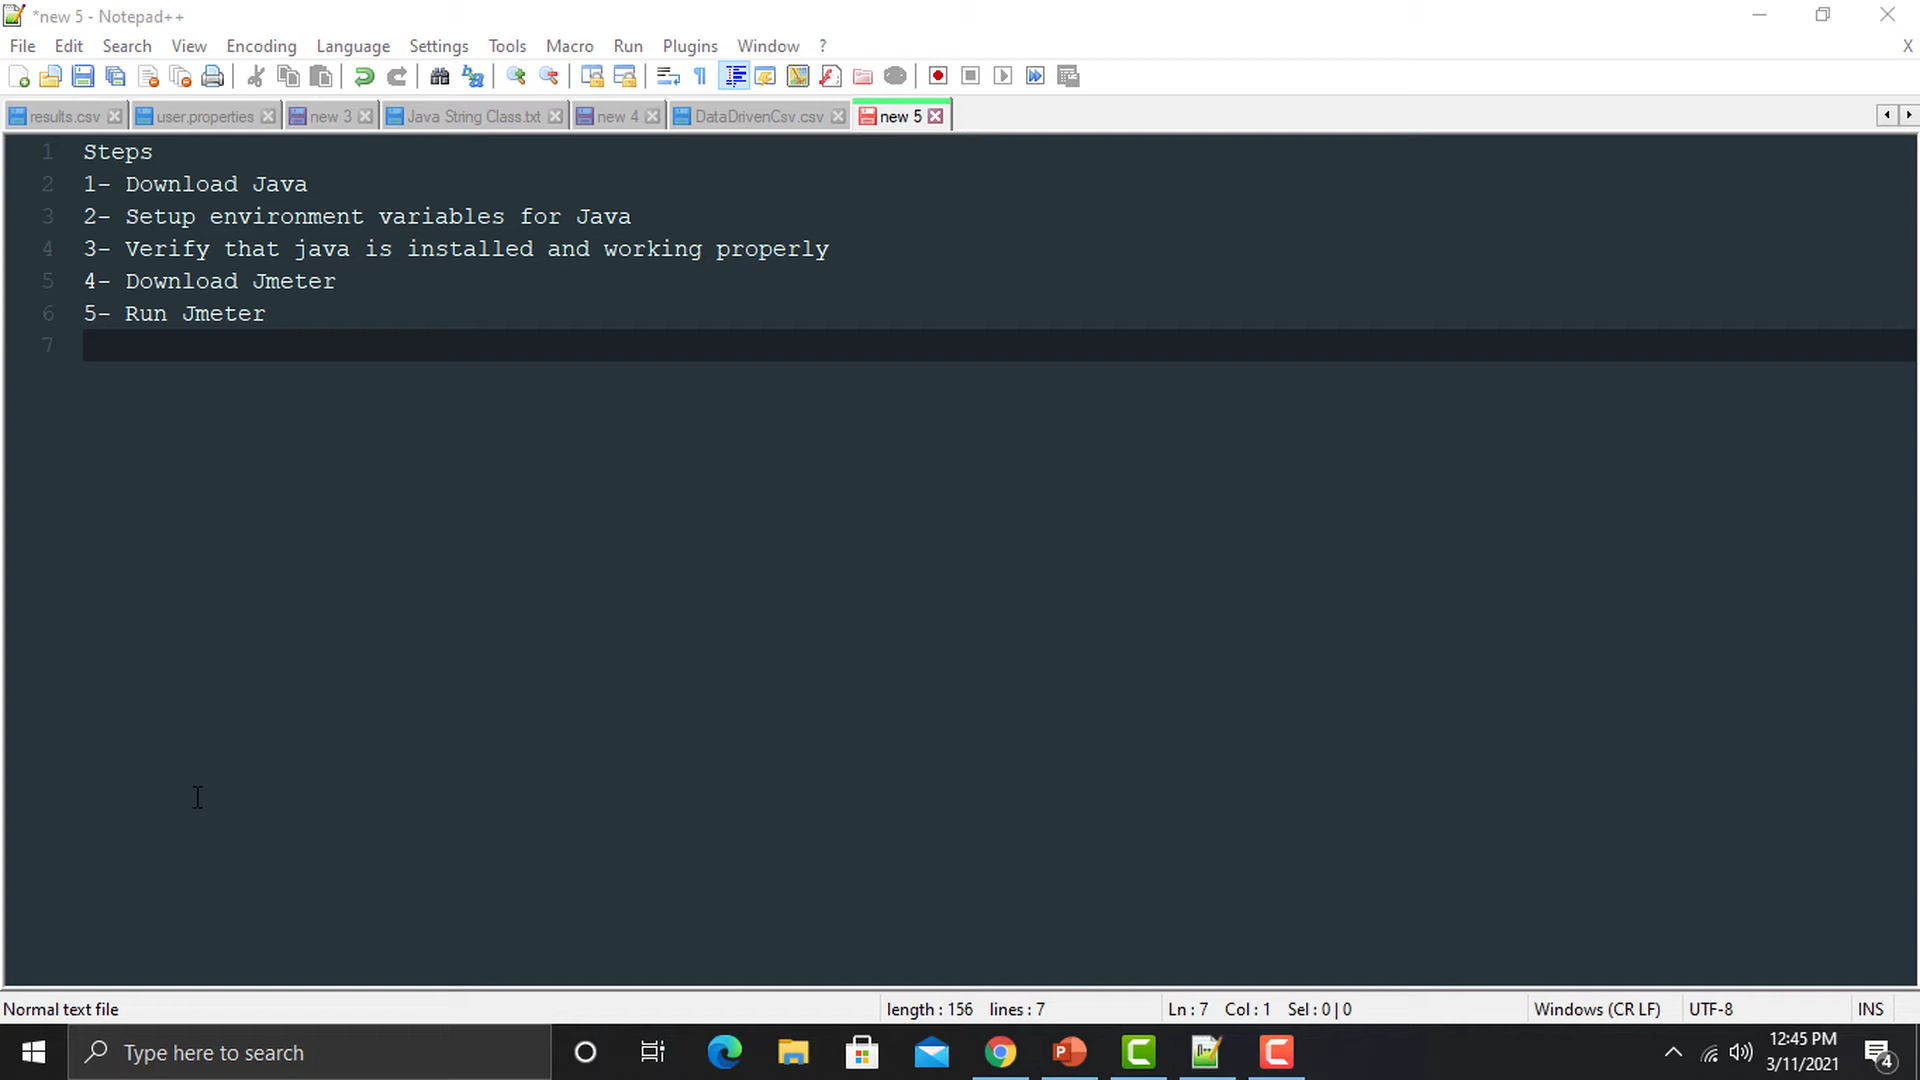 *new 5 - Notepad++
File Edit Search View Encoding Language Settings Tools Macro Run Plugins Window ? X
results.csv user.properties new 3 Java String Class.txt new 4 DataDrivenCsv.csv new 5
1 Steps
2 1- Download Java
3 2- Setup environment variables for Java
4 3- Verify that java is installed and working properly
5 4- Download Jmeter
6 5- Run Jmeter
7
Normal text file length : 156 lines : 7 Ln : 7 Col : 1 Sel : 0 | 0 Windows (CR LF) UTF-8 INS
Type here to search 12:45 PM
3/11/2021 4